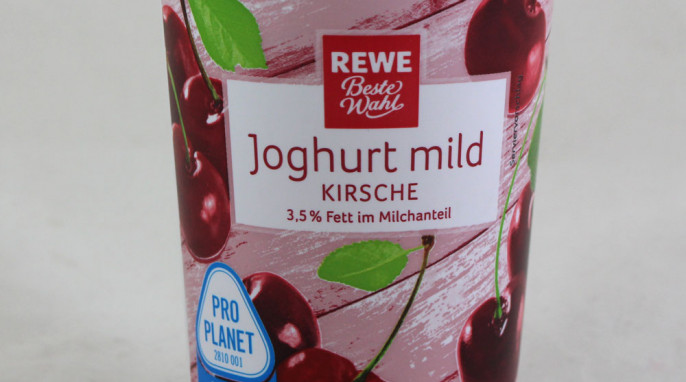 REWE
Beste
Wahl
Joghurt mild
KIRSCHE
3,5% Fett im Milchanteil
PRO
PLANET
2810 001